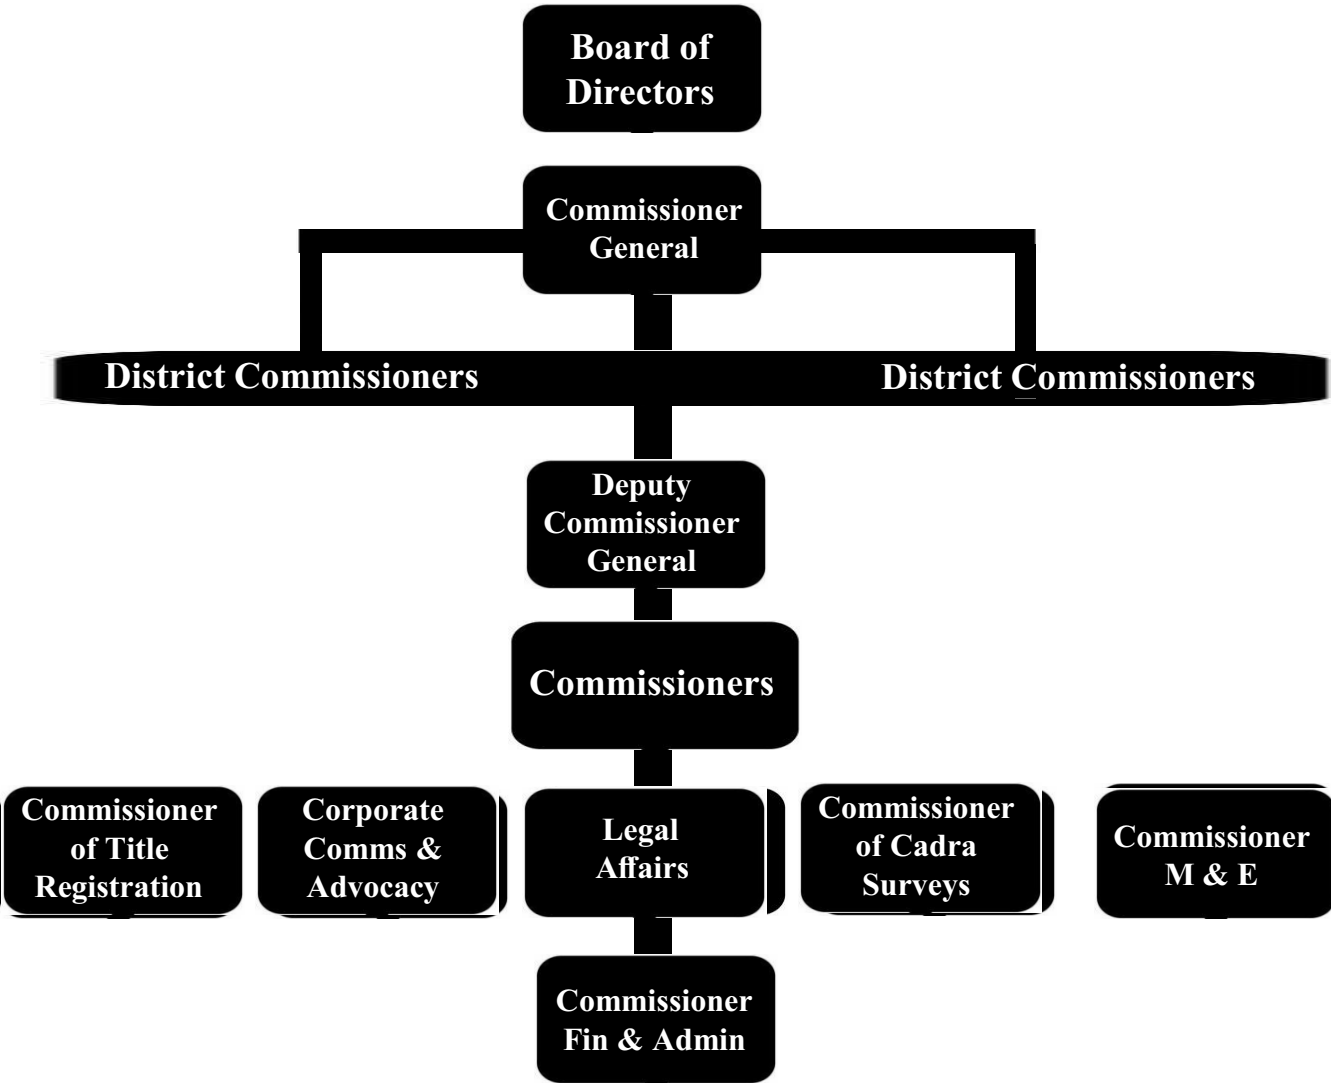 Board of
Directors
Commissioner
General
District Commissioners
District Commissioners
Deputy
Commissioner
General
Commissioners
Commissioner
of Title
Registration
Corporate
Comms &
Advocacy
Legal
Affairs
Commissioner
of Cadra
Surveys
Commissioner
M & E
Commissioner
Fin & Admin